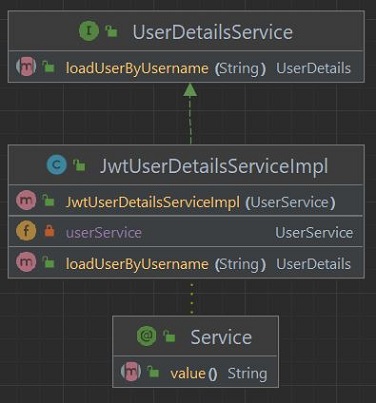 UserDetailsService
loadUserByUsername (String) UserDetails
JwtUserDetailsServiceImpl
JwtUserDetailsServiceImpl (UserService)
userService UserService
loadUserByUsername (String) UserDetails
Service
value() String